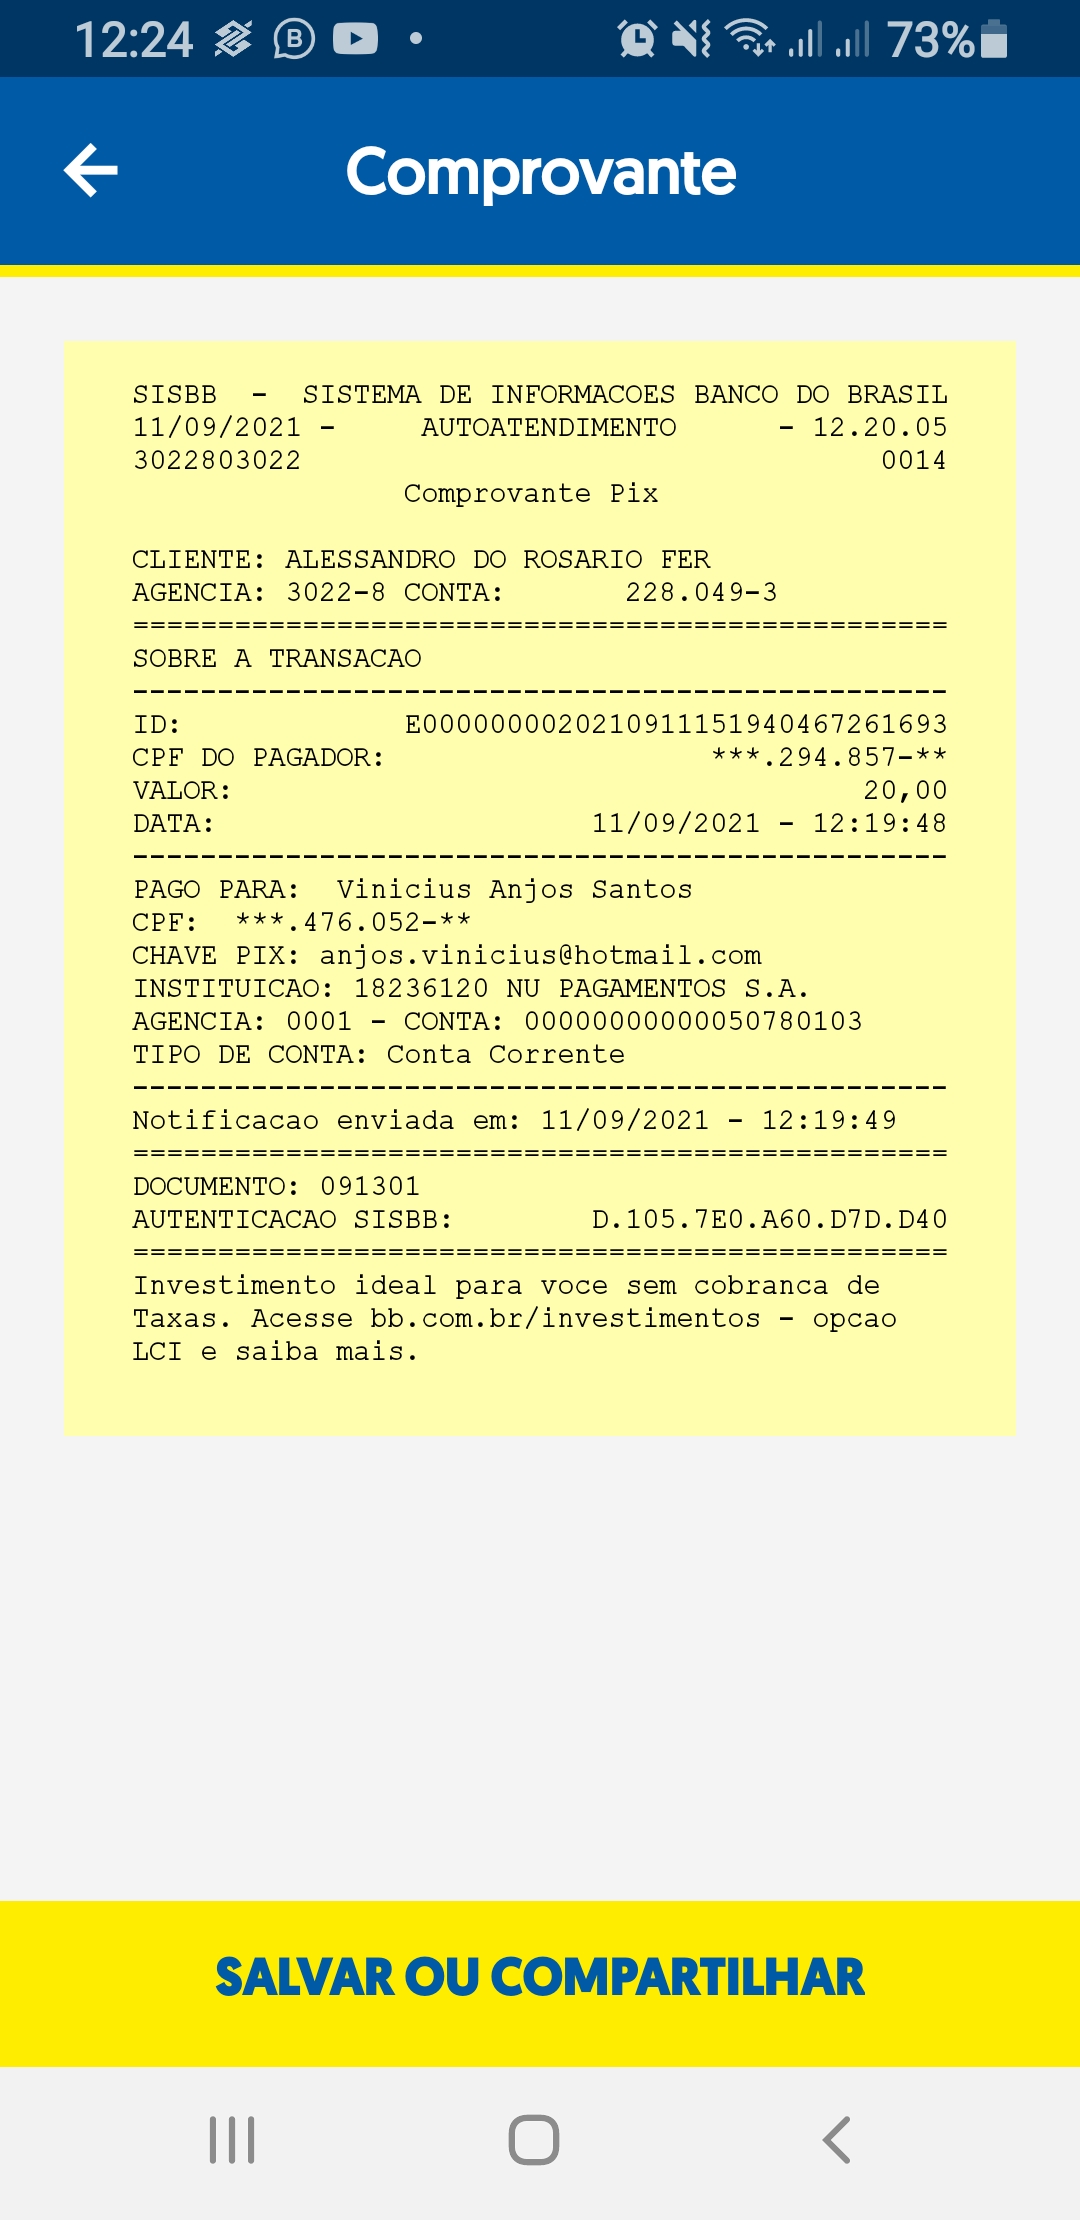 12:24 73%
Comprovante
SISBB - SISTEMA DE INFORMACOES BANCO DO BRASIL
11/09/2021 - AUTOATENDIMENTO - 12.20.05
3022803022 0014
Comprovante Pix
CLIENTE: ALESSANDRO DO ROSARIO FER
AGENCIA: 3022-8 CONTA: 228.049-3
================================================
SOBRE A TRANSACAO
------------------------------------------------
ID: E00000000202109111519404672​61693
CPF DO PAGADOR: ***.294.857-**
VALOR: 20,00
DATA: 11/09/2021 - 12:19:48
------------------------------------------------
PAGO PARA: Vinicius Anjos Santos
CPF: ***.476.052-**
CHAVE PIX: anjos.vinicius@hotmail.com
INSTITUICAO: 18236120 NU PAGAMENTOS S.A.
AGENCIA: 0001 - CONTA: 00000000000050780103
TIPO DE CONTA: Conta Corrente
------------------------------------------------
Notificacao enviada em: 11/09/2021 - 12:19:49
================================================
DOCUMENTO: 091301
AUTENTICACAO SISBB: D.105.7E0.A60.D7D.D40
================================================
Investimento ideal para voce sem cobranca de
Taxas. Acesse bb.com.br/investimentos - opcao
LCI e saiba mais.
SALVAR OU COMPARTILHAR